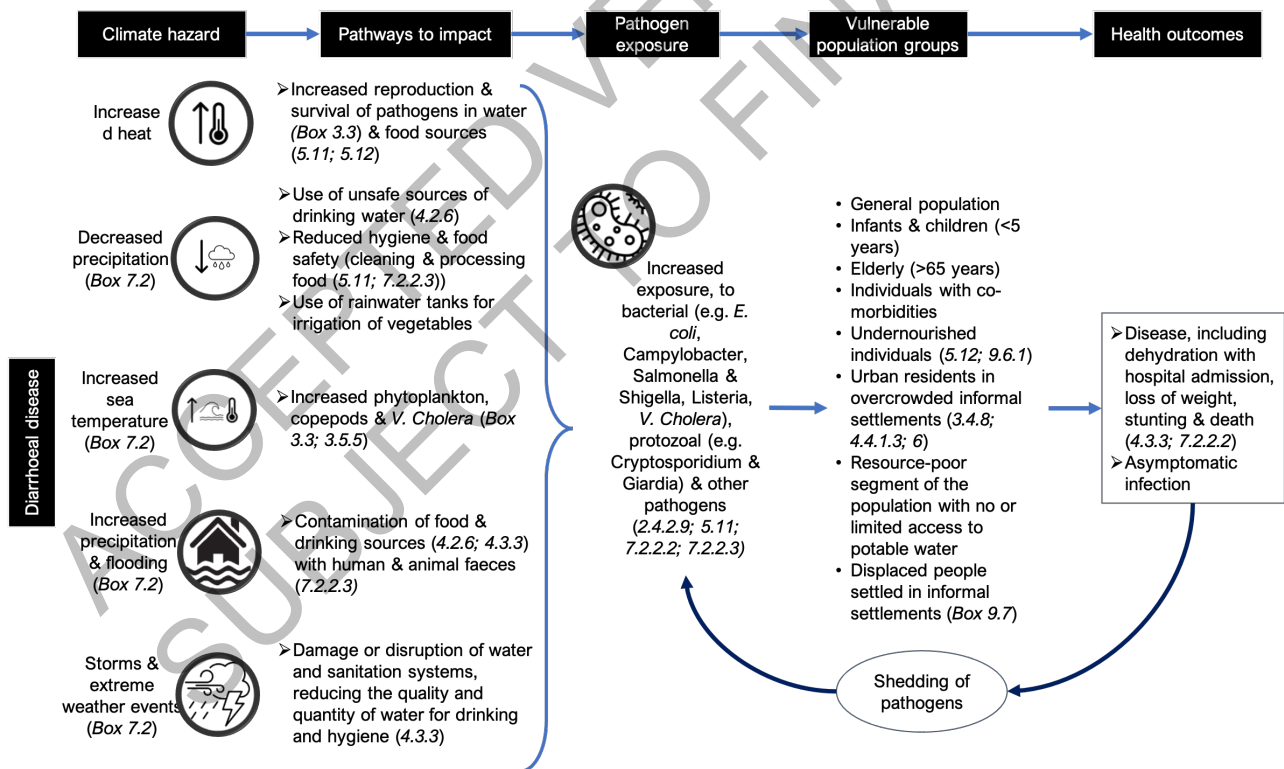 Climate hazard
Pathways to impact
Pathogen
exposure
Vulnerable
population groups
Health outcomes
Diarrhoeal disease
Increase
d heat
➢Increased reproduction &
survival of pathogens in water
(Box 3.3) & food sources
(5.11; 5.12)
Decreased
precipitation
(Box 7.2)
➢Use of unsafe sources of
drinking water (4.2.6)
➢Reduced hygiene & food
safety (cleaning & processing
food (5.11; 7.2.2.3))
➢Use of rainwater tanks for
irrigation of vegetables
Increased
sea
temperature
(Box 7.2)
➢Increased phytoplankton,
copepods & V. Cholera (Box
3.3; 3.5.5)
Increased
precipitation
& flooding
(Box 7.2)
➢Contamination of food &
drinking sources (4.2.6; 4.3.3)
with human & animal faeces
(7.2.2.3)
Storms &
extreme
weather events
(Box 7.2)
➢Damage or disruption of water
and sanitation systems,
reducing the quality and
quantity of water for drinking
and hygiene (4.3.3)
Increased
exposure, to
bacterial (e.g. E.
coli,
Campylobacter,
Salmonella &
Shigella, Listeria,
V. Cholera),
protozoal (e.g.
Cryptosporidium &
Giardia) & other
pathogens
(2.4.2.9; 5.11;
7.2.2.2; 7.2.2.3)
• General population
• Infants & children (<5
years)
• Elderly (>65 years)
• Individuals with co-
morbidities
• Undernourished
individuals (5.12; 9.6.1)
• Urban residents in
overcrowded informal
settlements (3.4.8;
4.4.1.3; 6)
• Resource-poor
segment of the
population with no or
limited access to
potable water
• Displaced people
settled in informal
settlements (Box 9.7)
➢Disease, including
dehydration with
hospital admission,
loss of weight,
stunting & death
(4.3.3; 7.2.2.2)
➢Asymptomatic
infection
Shedding of
pathogens
ACCEPTED VE
SUBJECT TO FIN